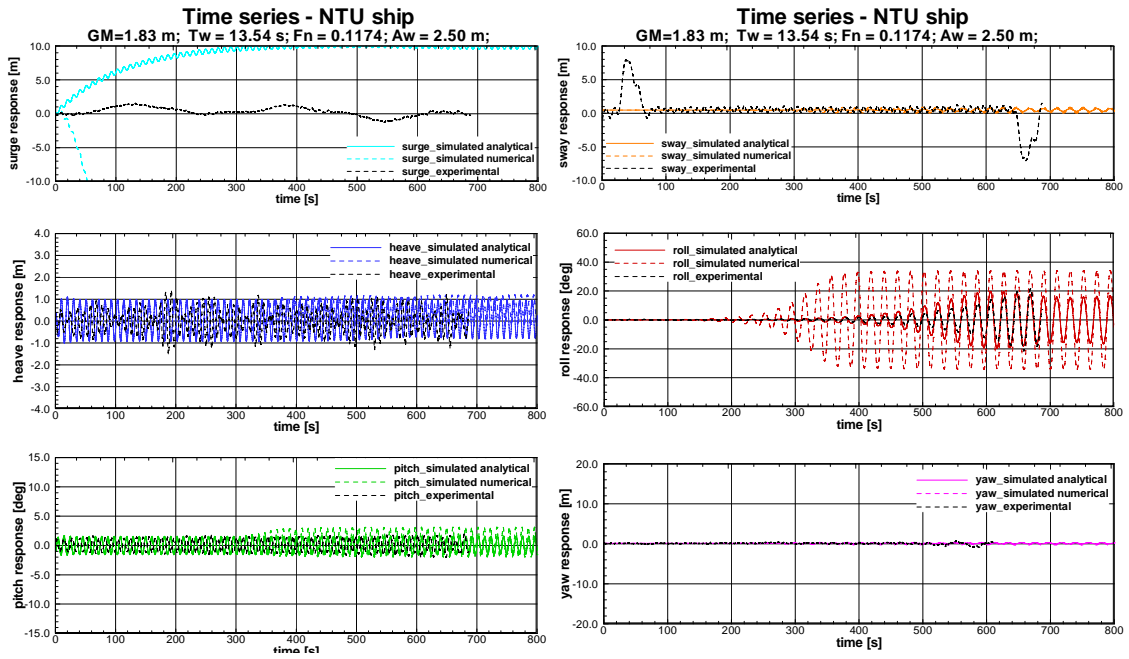 Time series - NTU ship
GM=1.83 m; Tw = 13.54 s; Fn = 0.1174; Aw = 2.50 m;
surge response [m]
10.0
5.0
0.0
-5.0
-10.0
surge_simulated analytical
surge_simulated numerical
surge_experimental
0 100 200 300 400 500 600 700 800
time [s]
heave response [m]
4.0
3.0
2.0
1.0
0.0
-1.0
-2.0
-3.0
-4.0
heave_simulated analytical
heave_simulated numerical
heave_experimental
0 100 200 300 400 500 600 700 800
time [s]
pitch response [deg]
15.0
10.0
5.0
0.0
-5.0
-10.0
-15.0
pitch_simulated analytical
pitch_simulated numerical
pitch_experimental
0 100 200 300 400 500 600 700 800
time [s]
Time series - NTU ship
GM=1.83 m; Tw = 13.54 s; Fn = 0.1174; Aw = 2.50 m;
sway response [m]
10.0
5.0
0.0
-5.0
-10.0
sway_simulated analytical
sway_simulated numerical
sway_experimental
0 100 200 300 400 500 600 700 800
time [s]
roll response [deg]
60.0
40.0
20.0
0.0
-20.0
-40.0
-60.0
roll_simulated analytical
roll_simulated numerical
roll_experimental
0 100 200 300 400 500 600 700 800
time [s]
yaw response [m]
20.0
10.0
0.0
-10.0
-20.0
yaw_simulated analytical
yaw_simulated numerical
yaw_experimental
0 100 200 300 400 500 600 700 800
time [s]